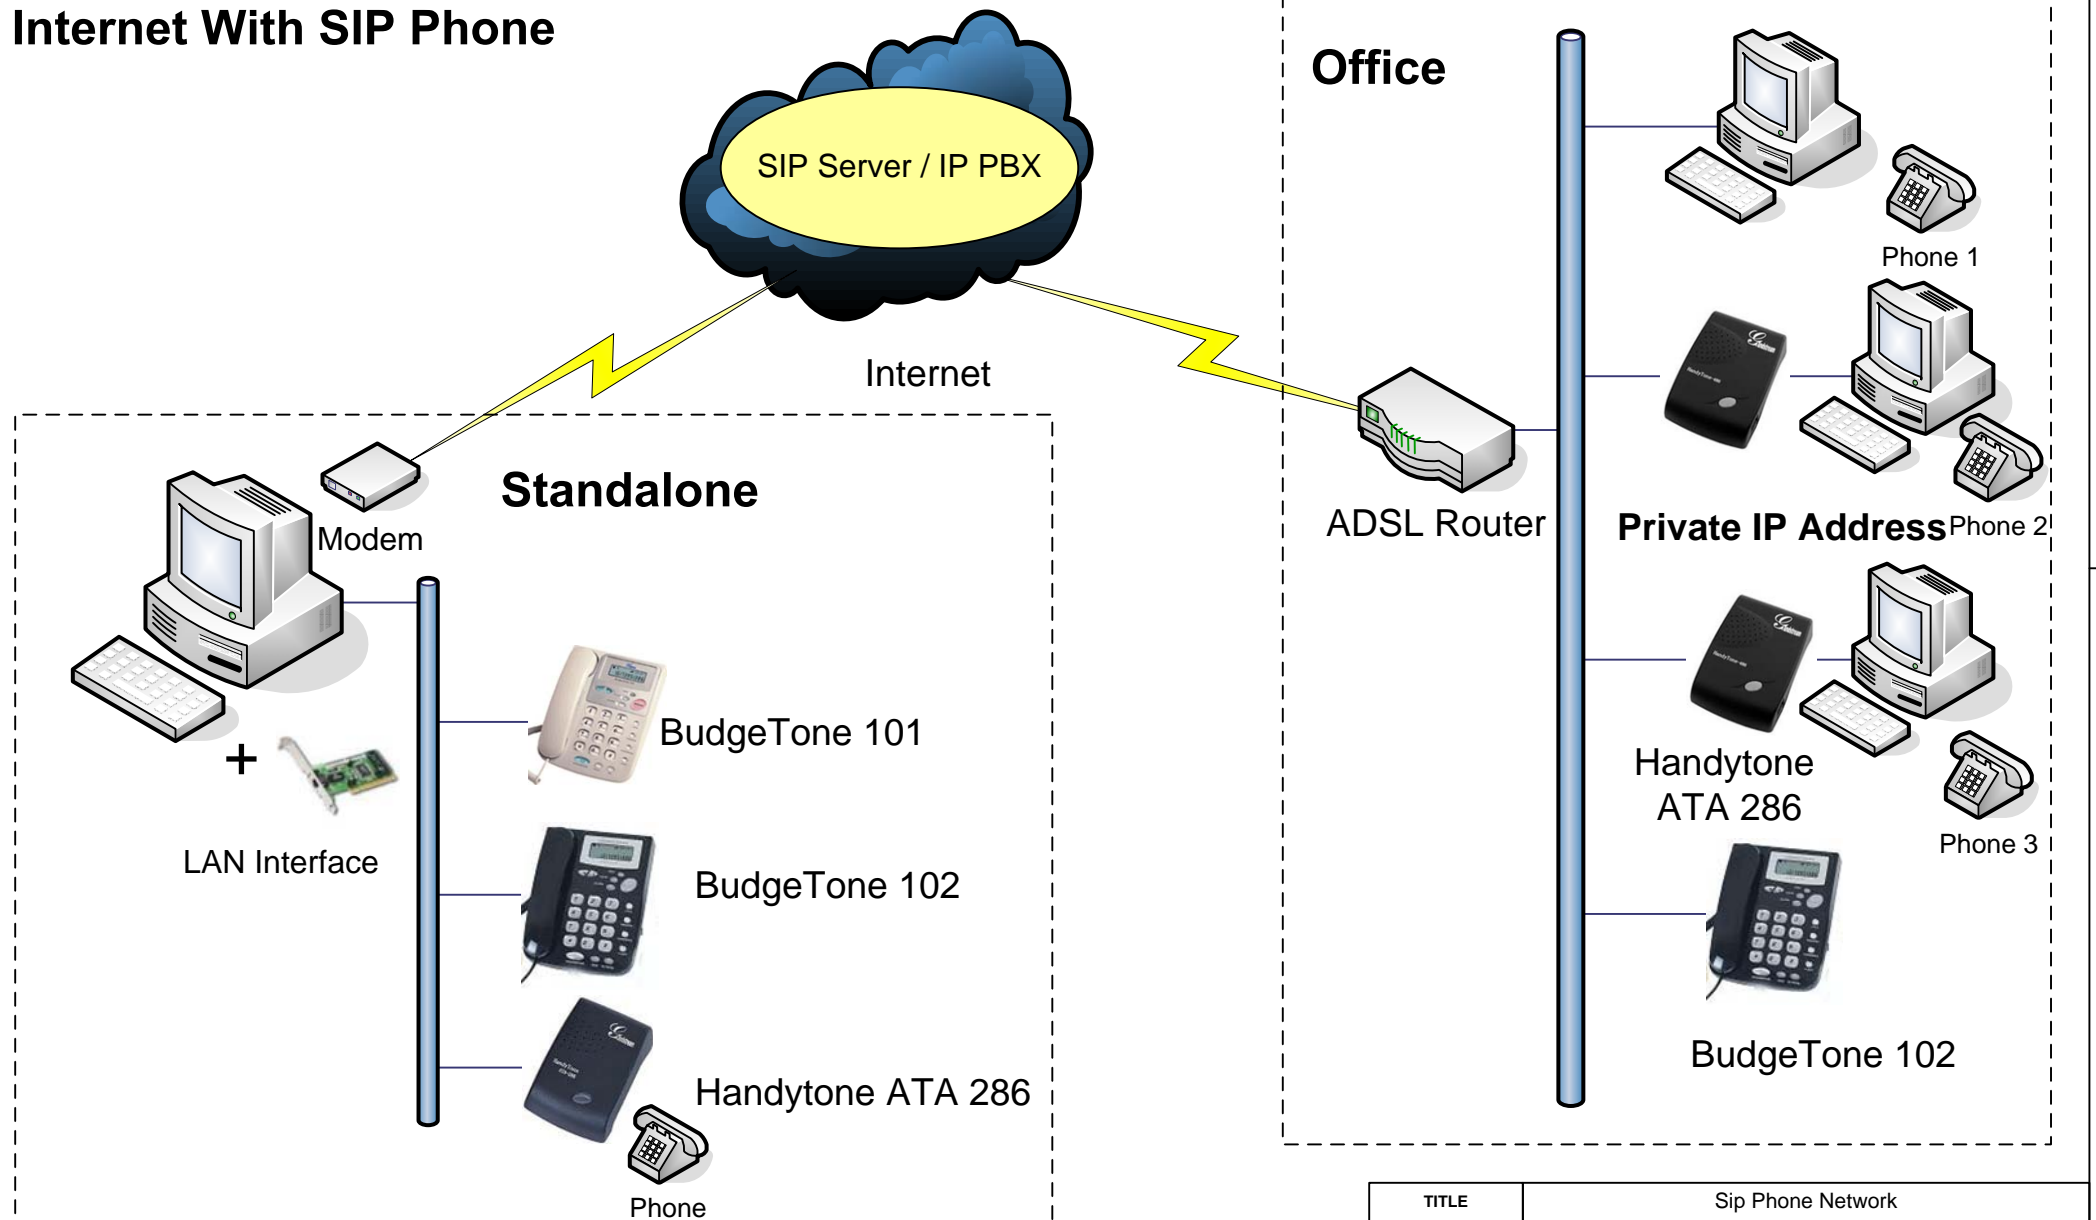 Internet With SIP Phone
SIP Server / IP PBX
Internet
Office
Phone 1
Phone 2
ADSL Router
Private IP Address
Handytone
ATA 286
Phone 3
BudgeTone 102
Standalone
Modem
+
LAN Interface
BudgeTone 101
BudgeTone 102
Handytone ATA 286
Phone
TITLE
Sip Phone Network